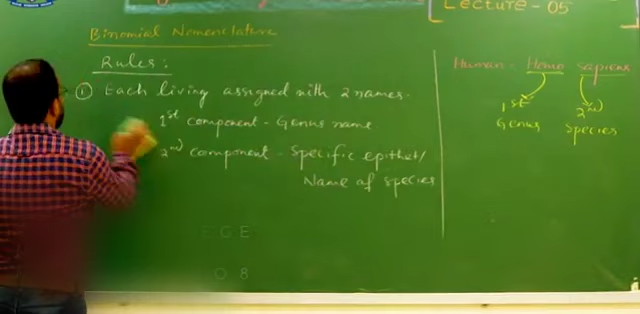 Lecture - 05
Binomial Nomenclature
Rules:
① Each living assigned with 2 names.
1st component - Genus name
2nd component - Specific epithet/
Name of species
Human - Homo sapiens
1st 2nd
Genus Species